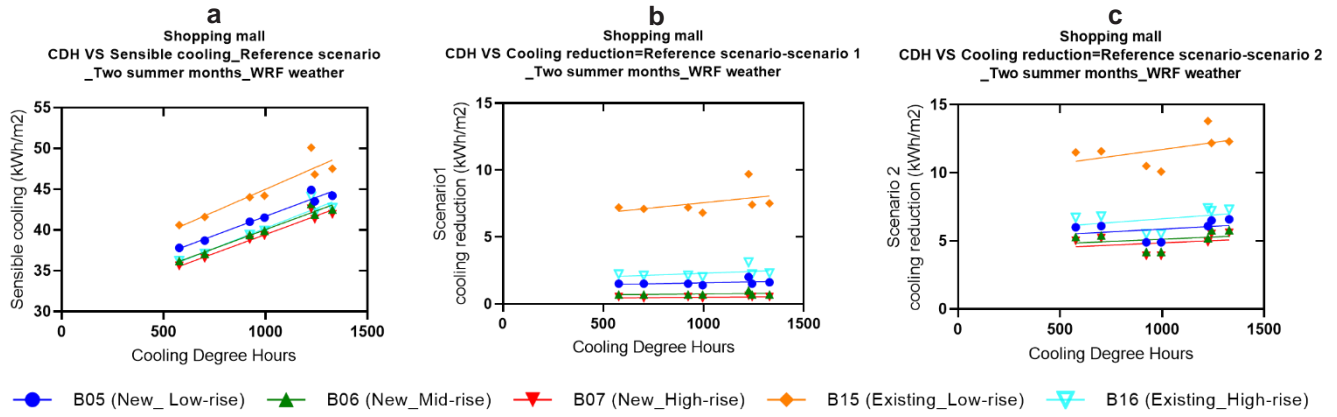 a
Shopping mall
CDH VS Sensible cooling_Reference scenario
_Two summer months_WRF weather
55
50
45
40
35
30
Sensible cooling (kWh/m2)
0
500
1000
1500
Cooling Degree Hours
b
Shopping mall
CDH VS Cooling reduction=Reference scenario-scenario 1
_Two summer months_WRF weather
15
10
5
0
Scenario1
cooling reduction (kWh/m2)
0
500
1000
1500
Cooling Degree Hours
c
Shopping mall
CDH VS Cooling reduction=Reference scenario-scenario 2
_Two summer months_WRF weather
15
10
5
0
Scenario 2
cooling reduction (kWh/m2)
0
500
1000
1500
Cooling Degree Hours
B05 (New_ Low-rise)
B06 (New_Mid-rise)
B07 (New_High-rise)
B15 (Existing_Low-rise)
B16 (Existing_High-rise)